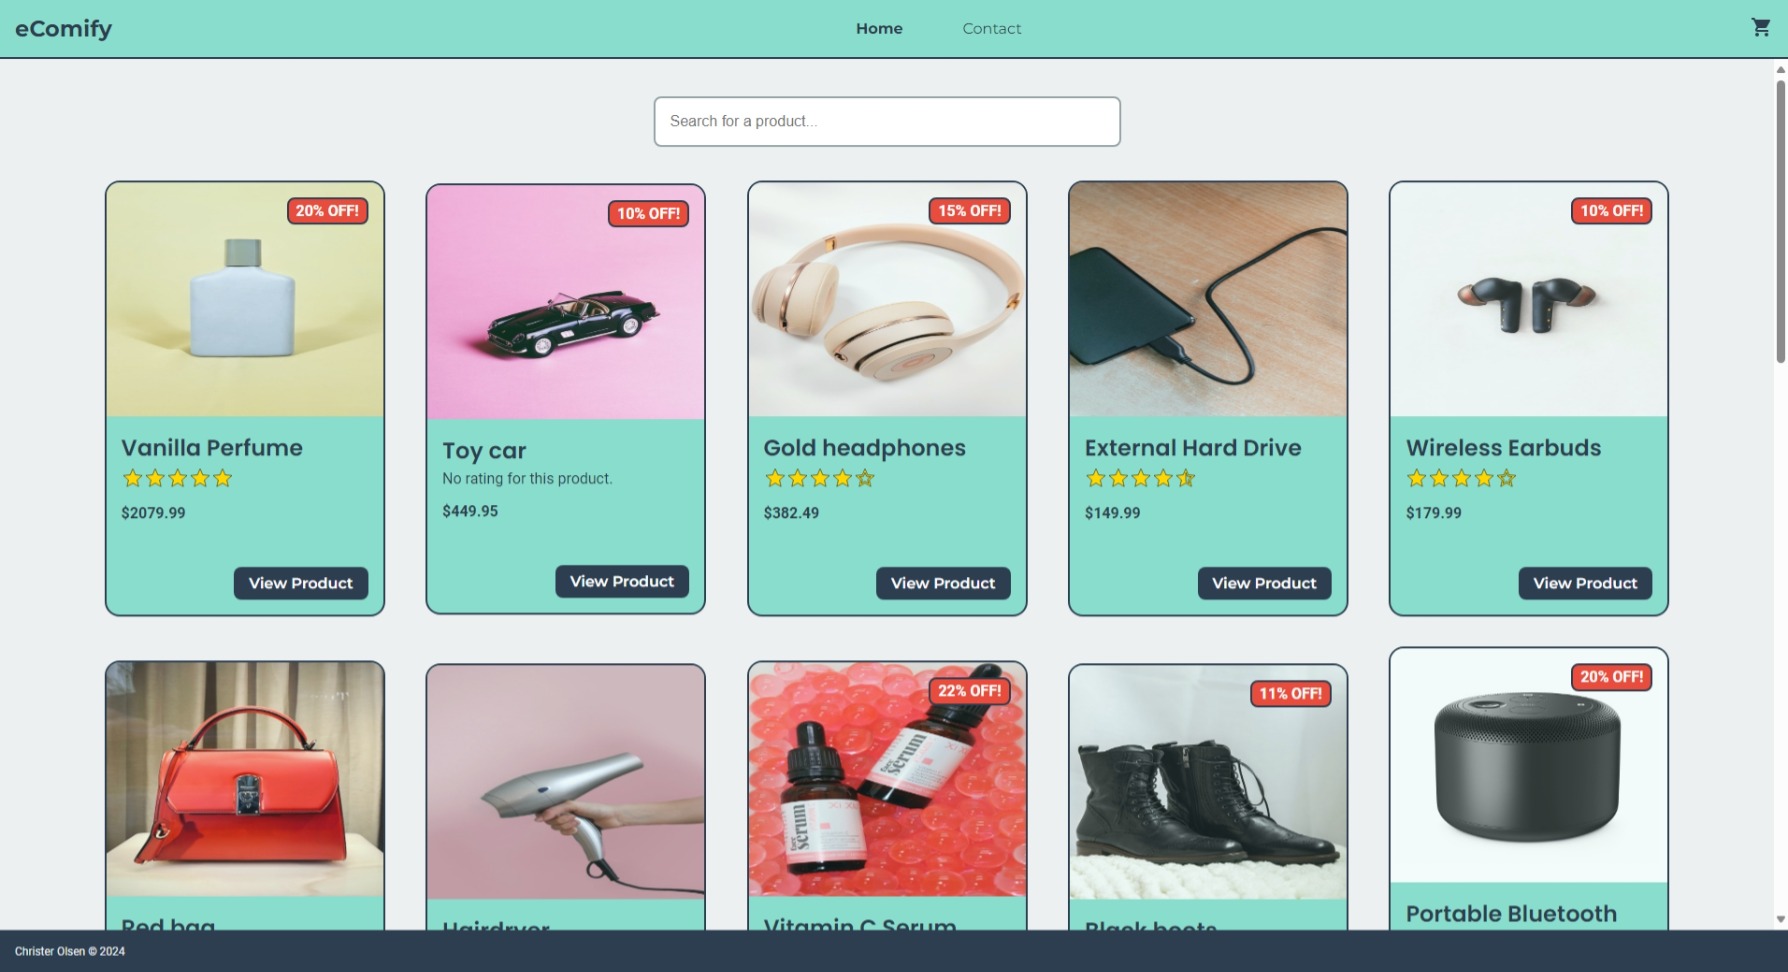 eComify
Home
Contact
Search for a product...
20% OFF!
10% OFF!
15% OFF!
10% OFF!
Vanilla Perfume
Toy car
Gold headphones
External Hard Drive
Wireless Earbuds
No rating for this product.
$2079.99
$449.95
$382.49
$149.99
$179.99
View Product
View Product
View Product
View Product
View Product
22% OFF!
11% OFF!
20% OFF!
face
serum
face
serum
Red bag
Hairdryer
Vitamin C Serum
Black boots
Portable Bluetooth
Christer Olsen © 2024